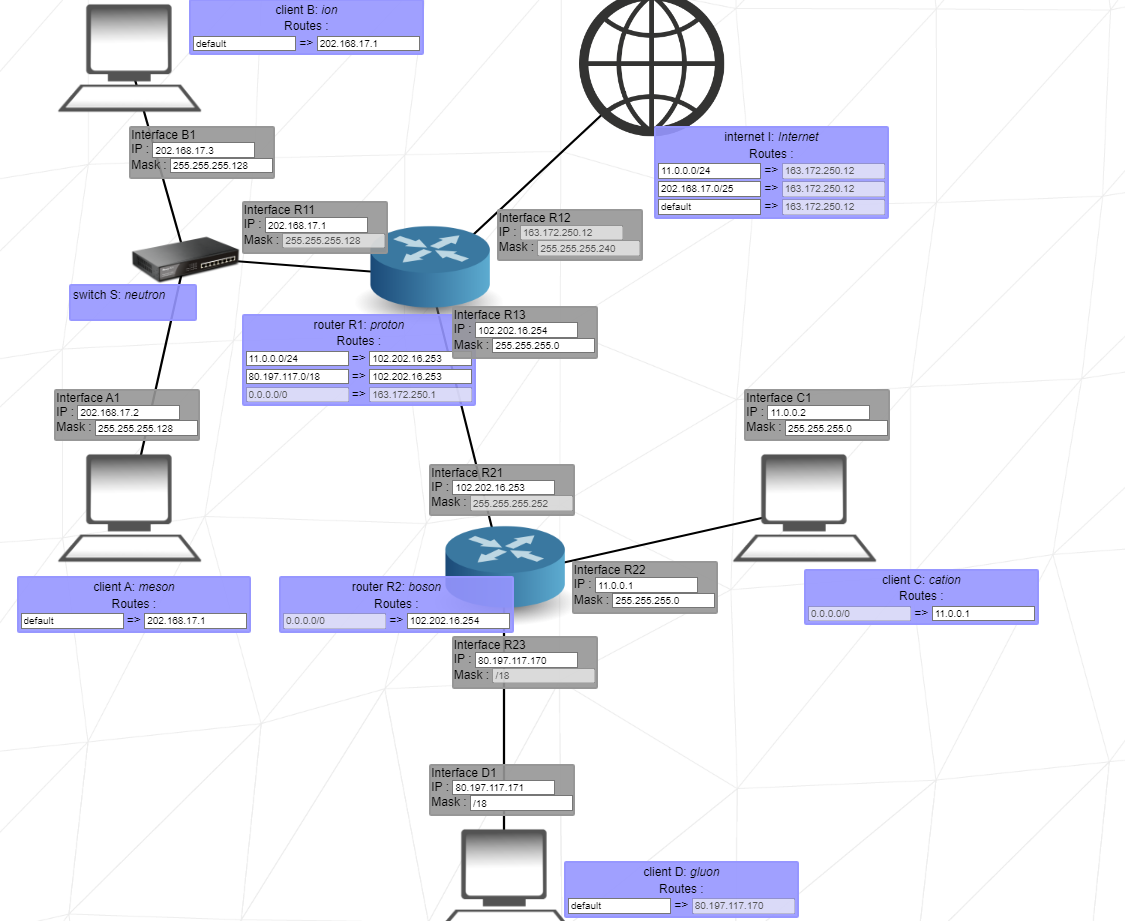 client B: ion
Routes :
default => 202.168.17.1
Interface B1
IP : 202.168.17.3
Mask : 255.255.255.128
internet I: Internet
Routes :
11.0.0.0/24 => 163.172.250.12
202.168.17.0/25 => 163.172.250.12
default => 163.172.250.12
Interface R11
IP : 202.168.17.1
Mask : 255.255.255.128
Interface R12
IP : 163.172.250.12
Mask : 255.255.255.240
switch S: neutron
Interface R13
IP : 102.202.16.254
Mask : 255.255.255.0
router R1: proton
Routes :
11.0.0.0/24 => 102.202.16.253
80.197.117.0/18 => 102.202.16.253
0.0.0.0/0 => 163.172.250.1
Interface A1
IP : 202.168.17.2
Mask : 255.255.255.128
Interface C1
IP : 11.0.0.2
Mask : 255.255.255.0
Interface R21
IP : 102.202.16.253
Mask : 255.255.255.252
client A: meson
Routes :
default => 202.168.17.1
router R2: boson
Routes :
0.0.0.0/0 => 102.202.16.254
Interface R22
IP : 11.0.0.1
Mask : 255.255.255.0
client C: cation
Routes :
0.0.0.0/0 => 11.0.0.1
Interface R23
IP : 80.197.117.170
Mask : /18
Interface D1
IP : 80.197.117.171
Mask : /18
client D: gluon
Routes :
default => 80.197.117.170